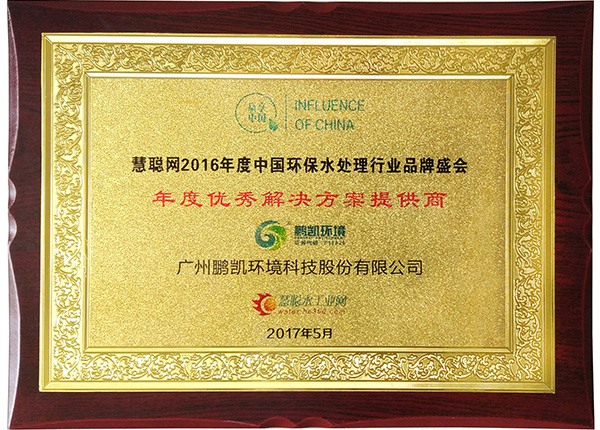 INFLUENCE
OF CHINA
慧聪网2016年度中国环保水处理行业品牌盛会
年度优秀解决方案提供商
鹏凯环境
广州鹏凯环境科技股份有限公司
慧聪水工业网
water.hc360.com
2017年5月